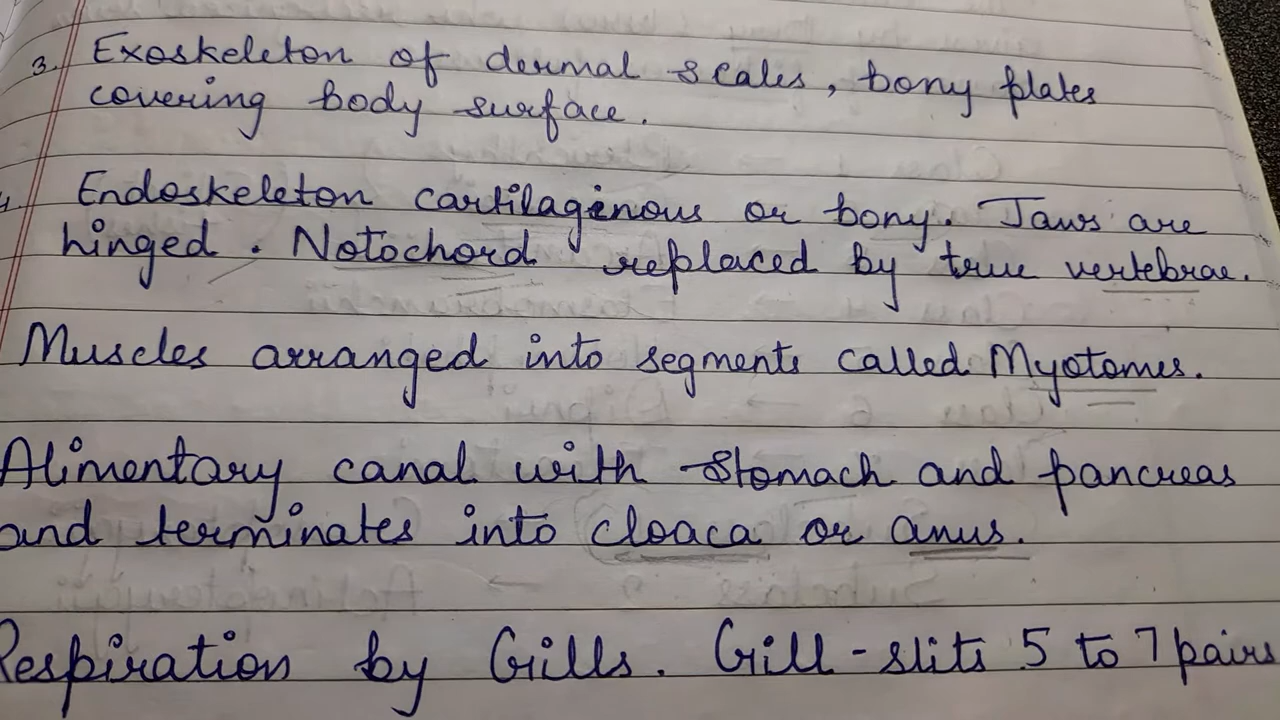 3. Exoskeleton of dermal scales, bony plates
covering body surface.
4. Endoskeleton cartilagenous or bony. Jaws are
hinged. Notochord replaced by true vertebrae.
Muscles arranged into segments called Myotomes.
Alimentary canal with stomach and pancreas
and terminates into cloaca or anus.
Respiration by Gills. Gill-slits 5 to 7 pairs